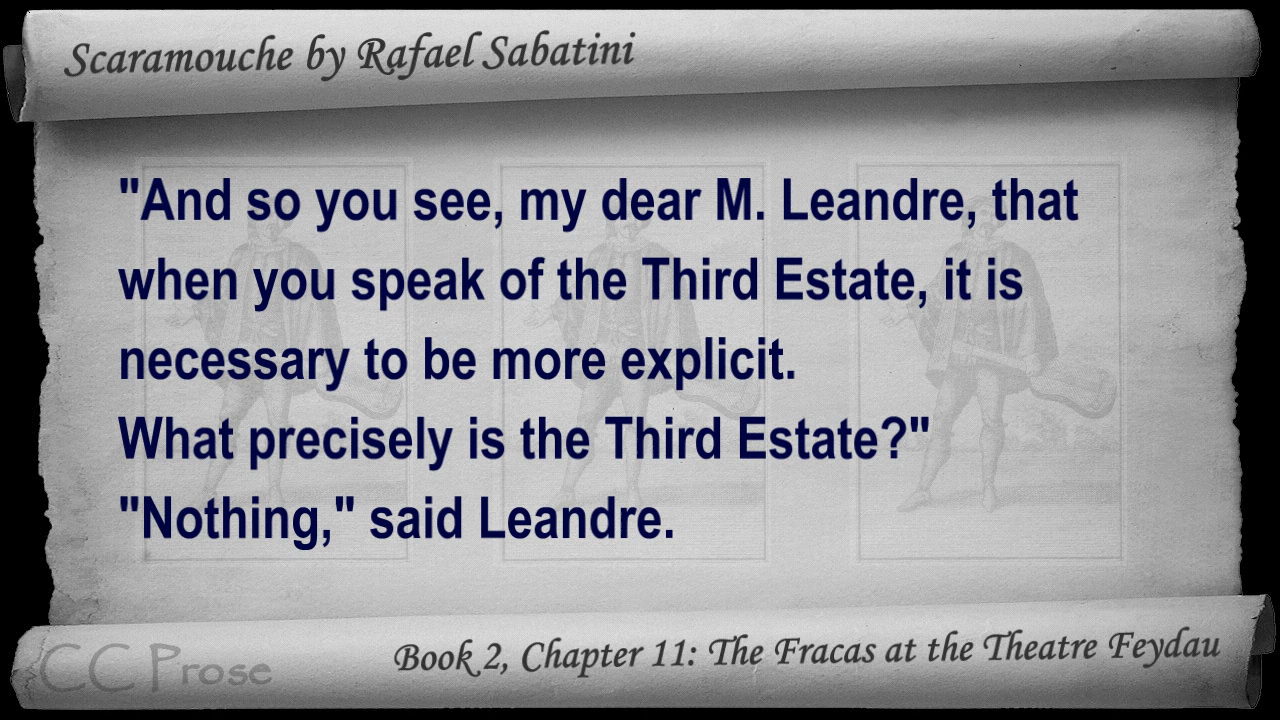 Scaramouche by Rafael Sabatini
"And so you see, my dear M. Leandre, that
when you speak of the Third Estate, it is
necessary to be more explicit.
What precisely is the Third Estate?"
"Nothing," said Leandre.
Book 2, Chapter 11: The Fracas at the Theatre Feydau
CC Prose